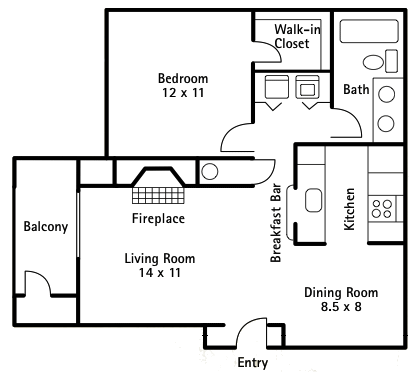 Walk-in
Closet
Bedroom
12 x 11
Bath
Balcony
Fireplace
Breakfast Bar
Kitchen
Living Room
14 x 11
Dining Room
8.5 x 8
Entry